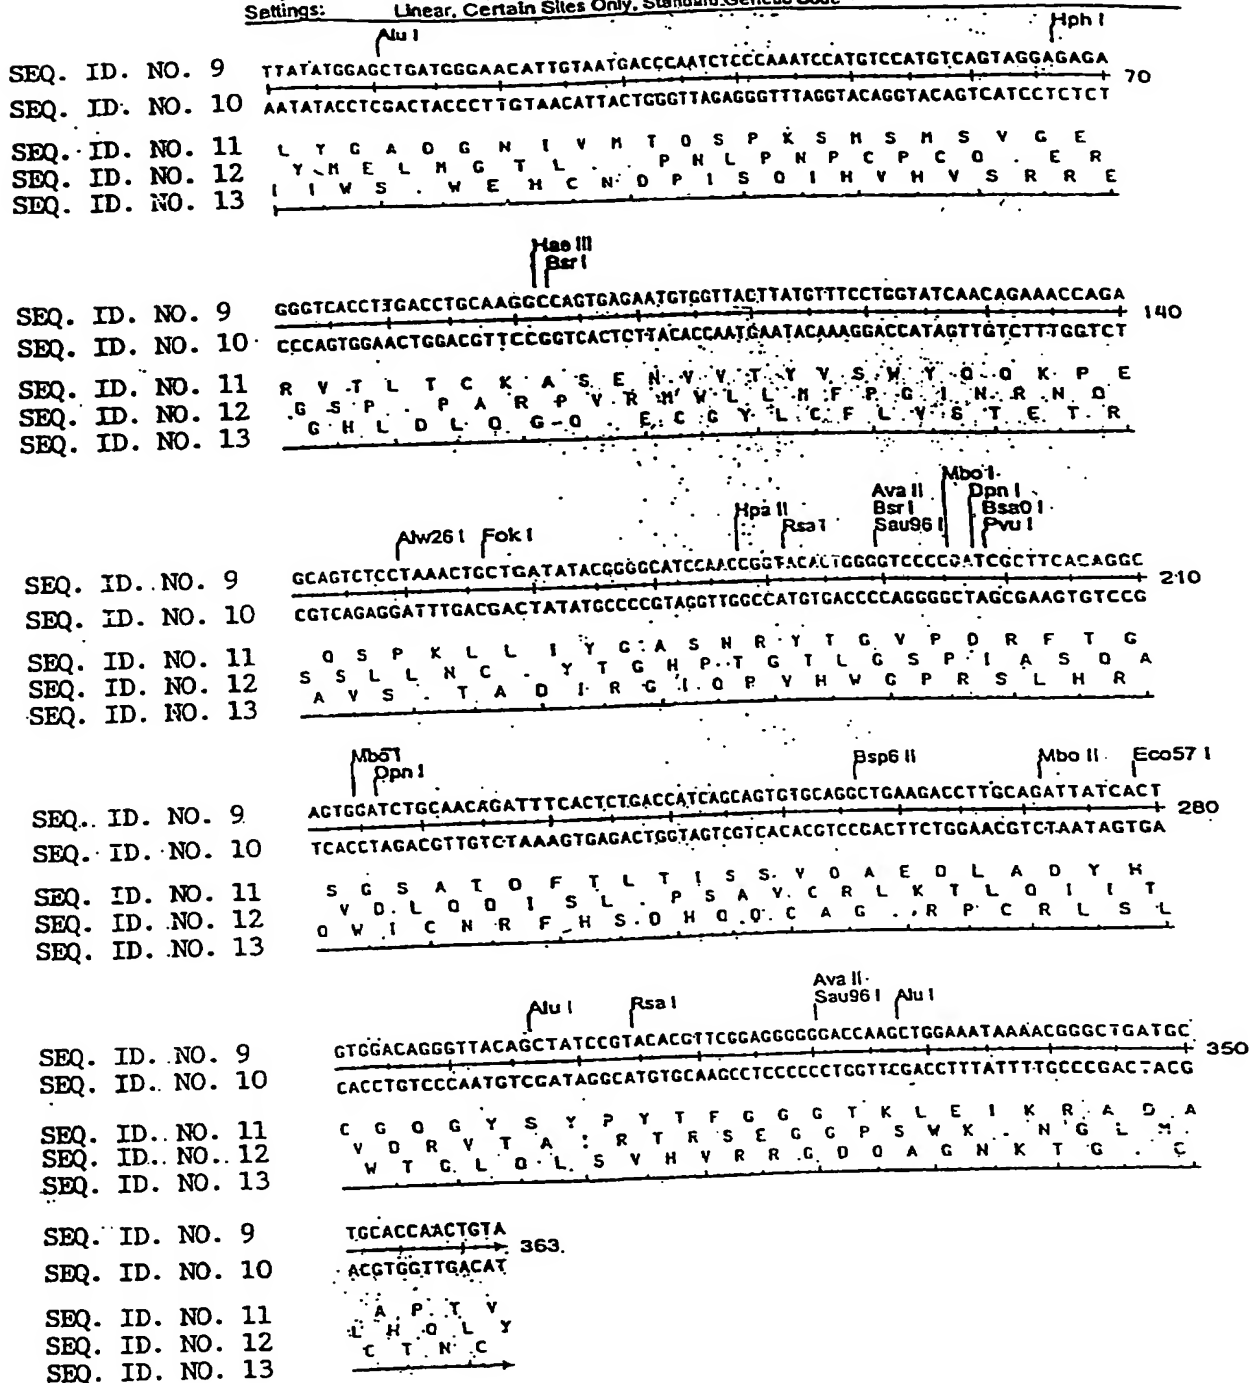 Settings: Linear, Certain Sites Only, Standard Genetic Code
Alu I Hph I
SEQ. ID. NO. 9 TTATATGGAGCTGATGGGAACATTGTAATGACCCAATCTCCCAAATCCATGTCCATGTCAGTAGGAGAGA 70
SEQ. ID. NO. 10 AATATACCTCGACTACCCTTGTAACATTACTGGGTTAGAGGGTTTAGGTACAGGTACAGTCATCCTCTCT
SEQ. ID. NO. 11 L Y G A D G N I V M T Q S P K S M S M S V G E
SEQ. ID. NO. 12 Y M E L M G T L . . P N L P N P C P C Q . E R
SEQ. ID. NO. 13 I I W S . W E H C N D P I S Q I H V H V S R R E
Hae III
Bsr I
SEQ. ID. NO. 9 GGGTCACCTTGACCTGCAAGGCCAGTGAGAATGTGGTTACTTATGTTTCCTGGTATCAACAGAAACCAGA 140
SEQ. ID. NO. 10 CCCAGTGGAACTGGACGTTCCGGTCACTCTTACACCAATGAATACAAAGGACCATAGTTGTCTTTGGTCT
SEQ. ID. NO. 11 R V T L T C K A S E N V V T Y V S W Y Q Q K P E
SEQ. ID. NO. 12 G S P . P A R P V R M W L L M F P G I N R N Q
SEQ. ID. NO. 13 G H L D L Q G Q . E C G Y L C F L V S T E T R
Mbo I
Ava II Dpn I
Hpa II Bsr I BsaO I
Alw26 I Fok I Rsa I Sau96 I Pvu I
SEQ. ID. NO. 9 GCAGTCTCCTAAACTGCTGATATACGGGGCATCCAACCGGTACACTGGGGTCCCCGATCGCTTCACAGGC 210
SEQ. ID. NO. 10 CGTCAGAGGATTTGACGACTATATGCCCCGTAGGTTGGCCATGTGACCCCAGGGGCTAGCGAAGTGTCCG
SEQ. ID. NO. 11 Q S P K L L I Y G A S N R Y T G V P D R F T G
SEQ. ID. NO. 12 S S L L N C . Y T G H P T G T L G S P I A S Q A
SEQ. ID. NO. 13 A V S . T A D I R G I Q P V H W G P R S L H R
Mbo I
Dpn I Bsp6 II Mbo II Eco57 I
SEQ. ID. NO. 9 AGTGGATCTGCAACAGATTTCACTCTGACCATCAGCAGTGTGCAGGCTGAAGACCTTGCAGATTATCACT 280
SEQ. ID. NO. 10 TCACCTAGACGTTGTCTAAAGTGAGACTGGTAGTCGTCACACGTCCGACTTCTGGAACGTCTAATAGTGA
SEQ. ID. NO. 11 S G S A T D F T L T I S S V Q A E D L A D Y H
SEQ. ID. NO. 12 V D L Q Q I S L . P S A V C R L K T L Q I I T
SEQ. ID. NO. 13 Q W I C N R F H S D H Q Q C A G . R P C R L S L
Ava II
Alu I Rsa I Sau96 I Alu I
SEQ. ID. NO. 9 GTGGACAGGGTTACAGCTATCCGTACACGTTCGGAGGGGGGACCAAGCTGGAAATAAAACGGGCTGATGC 350
SEQ. ID. NO. 10 CACCTGTCCCAATGTCGATAGGCATGTGCAAGCCTCCCCCCTGGTTCGACCTTTATTTTGCCCGACTACG
SEQ. ID. NO. 11 C G Q G Y S Y P Y T F G G G T K L E I K R A D A
SEQ. ID. NO. 12 V D R V T A I R T R S E G G P S W K . N G L M
SEQ. ID. NO. 13 W T G L Q L S V H V R R G D Q A G N K T G . C
SEQ. ID. NO. 9 TGCACCAACTGTA 363
SEQ. ID. NO. 10 ACGTGGTTGACAT
SEQ. ID. NO. 11 A P T V
SEQ. ID. NO. 12 L H Q L Y
SEQ. ID. NO. 13 C T N C